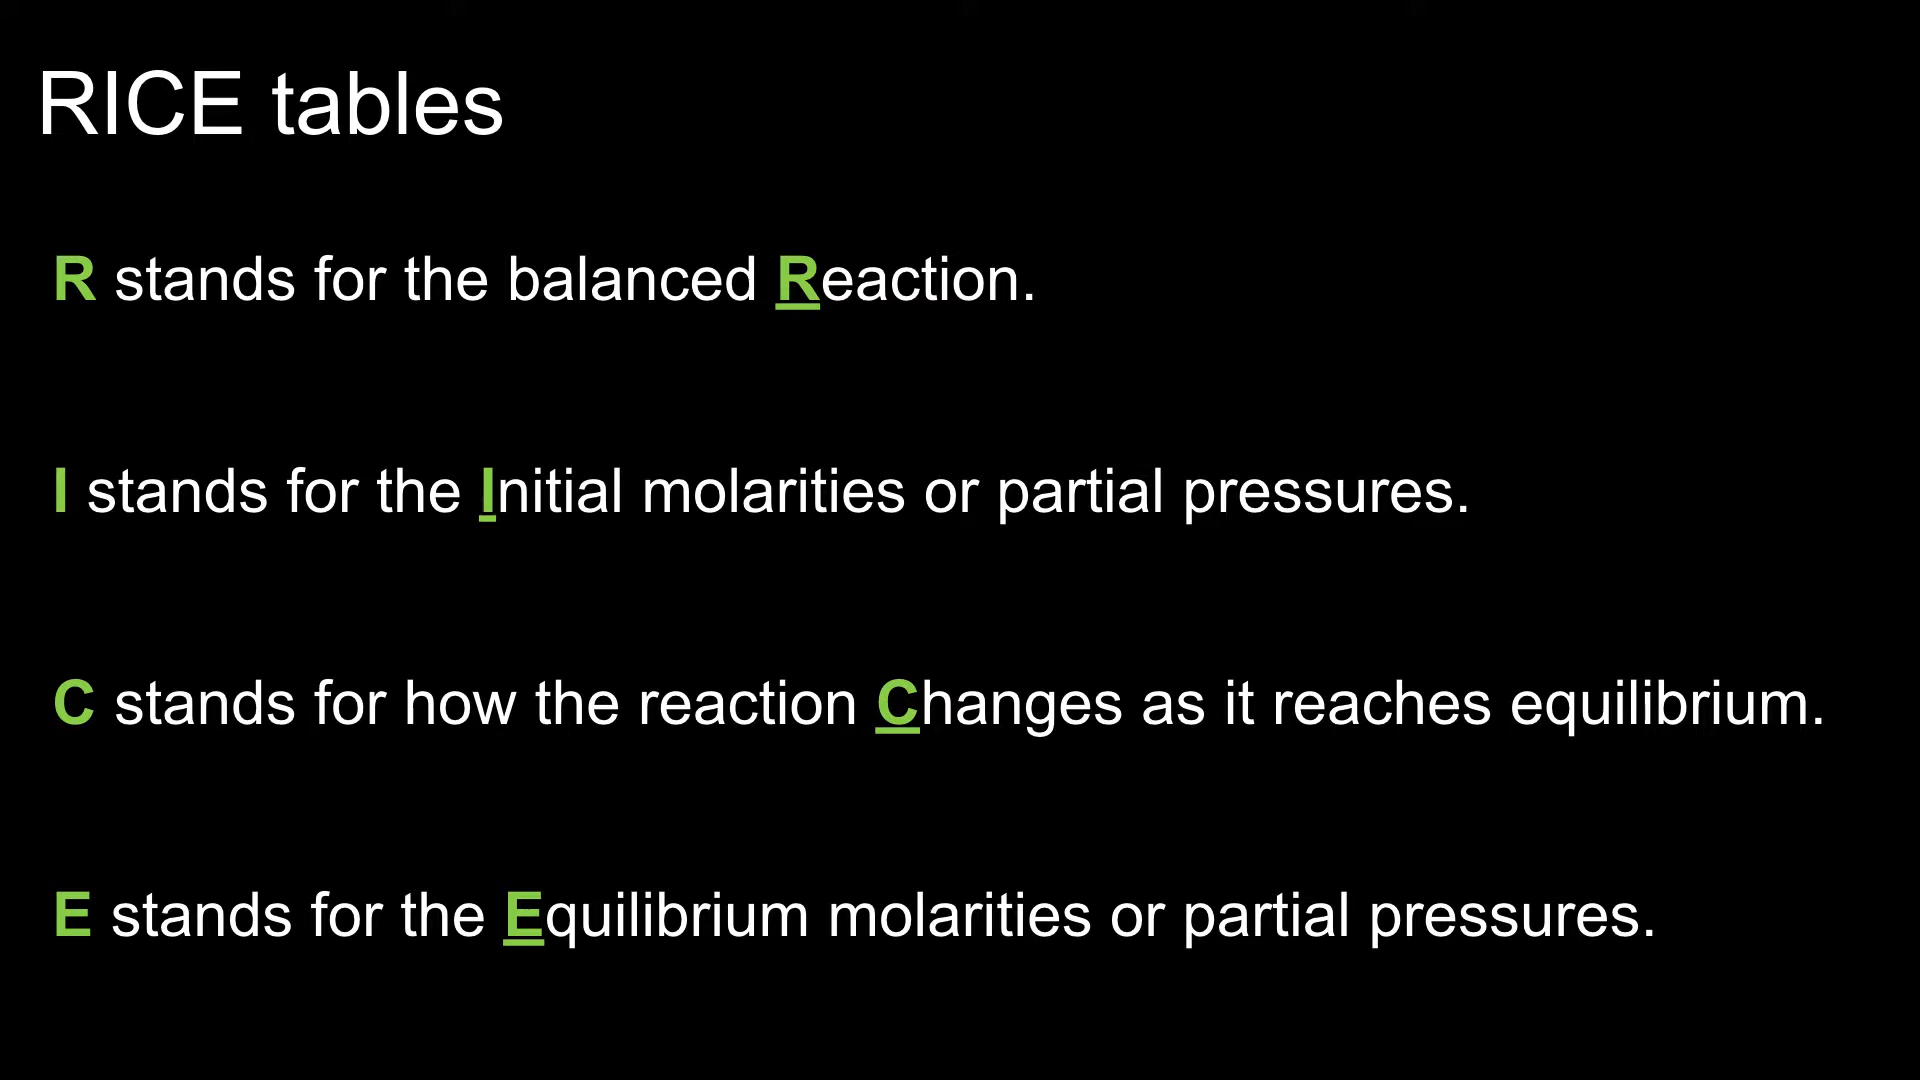 RICE tables
R stands for the balanced Reaction.
I stands for the Initial molarities or partial pressures.
C stands for how the reaction Changes as it reaches equilibrium.
E stands for the Equilibrium molarities or partial pressures.